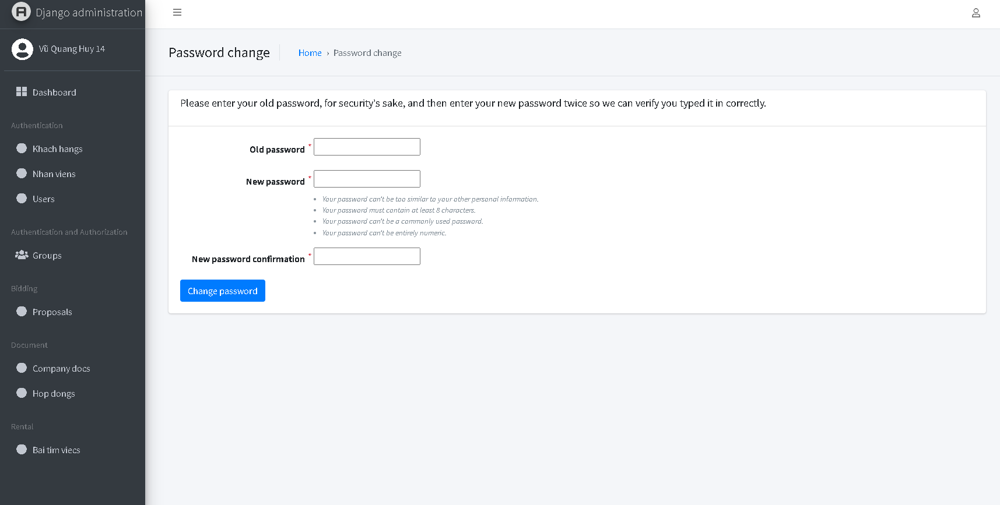 Django administration
Vũ Quang Huy 14
Dashboard
Authentication
Khach hangs
Nhan viens
Users
Authentication and Authorization
Groups
Bidding
Proposals
Document
Company docs
Hop dongs
Rental
Bai tim viecs
Password change
Home › Password change
Please enter your old password, for security's sake, and then enter your new password twice so we can verify you typed it in correctly.
Old password *
New password *
• Your password can't be too similar to your other personal information.
• Your password must contain at least 8 characters.
• Your password can't be a commonly used password.
• Your password can't be entirely numeric.
New password confirmation *
Change password